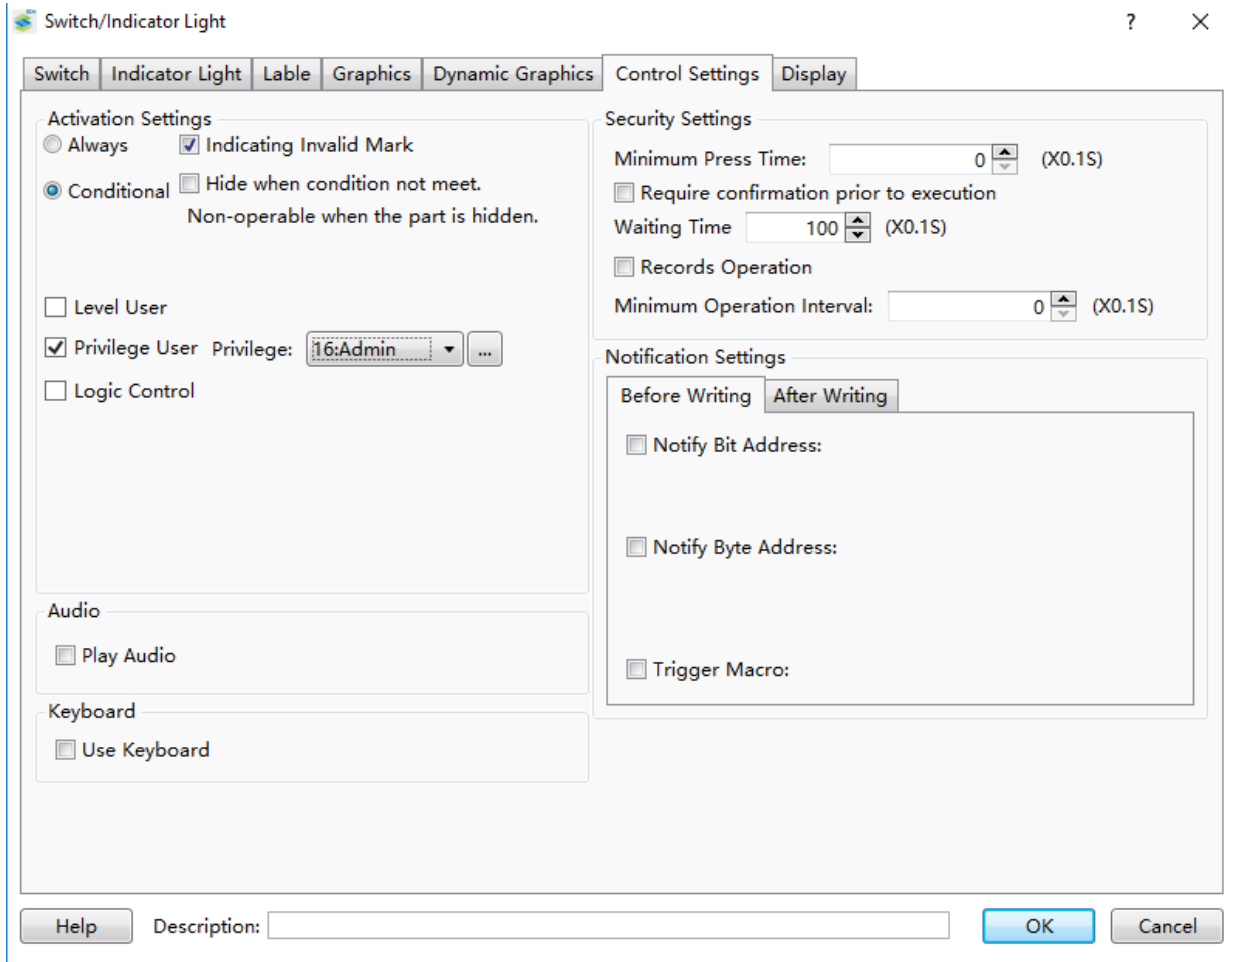 Switch/Indicator Light
?
Switch Indicator Light Lable Graphics Dynamic Graphics Control Settings Display
Activation Settings
Always Indicating Invalid Mark
Conditional Hide when condition not meet.
Non-operable when the part is hidden.
Level User
Privilege User Privilege: 16:Admin ...
Logic Control
Audio
Play Audio
Keyboard
Use Keyboard
Security Settings
Minimum Press Time: 0 (X0.1S)
Require confirmation prior to execution
Waiting Time 100 (X0.1S)
Records Operation
Minimum Operation Interval: 0 (X0.1S)
Notification Settings
Before Writing After Writing
Notify Bit Address:
Notify Byte Address:
Trigger Macro:
Help Description: OK Cancel